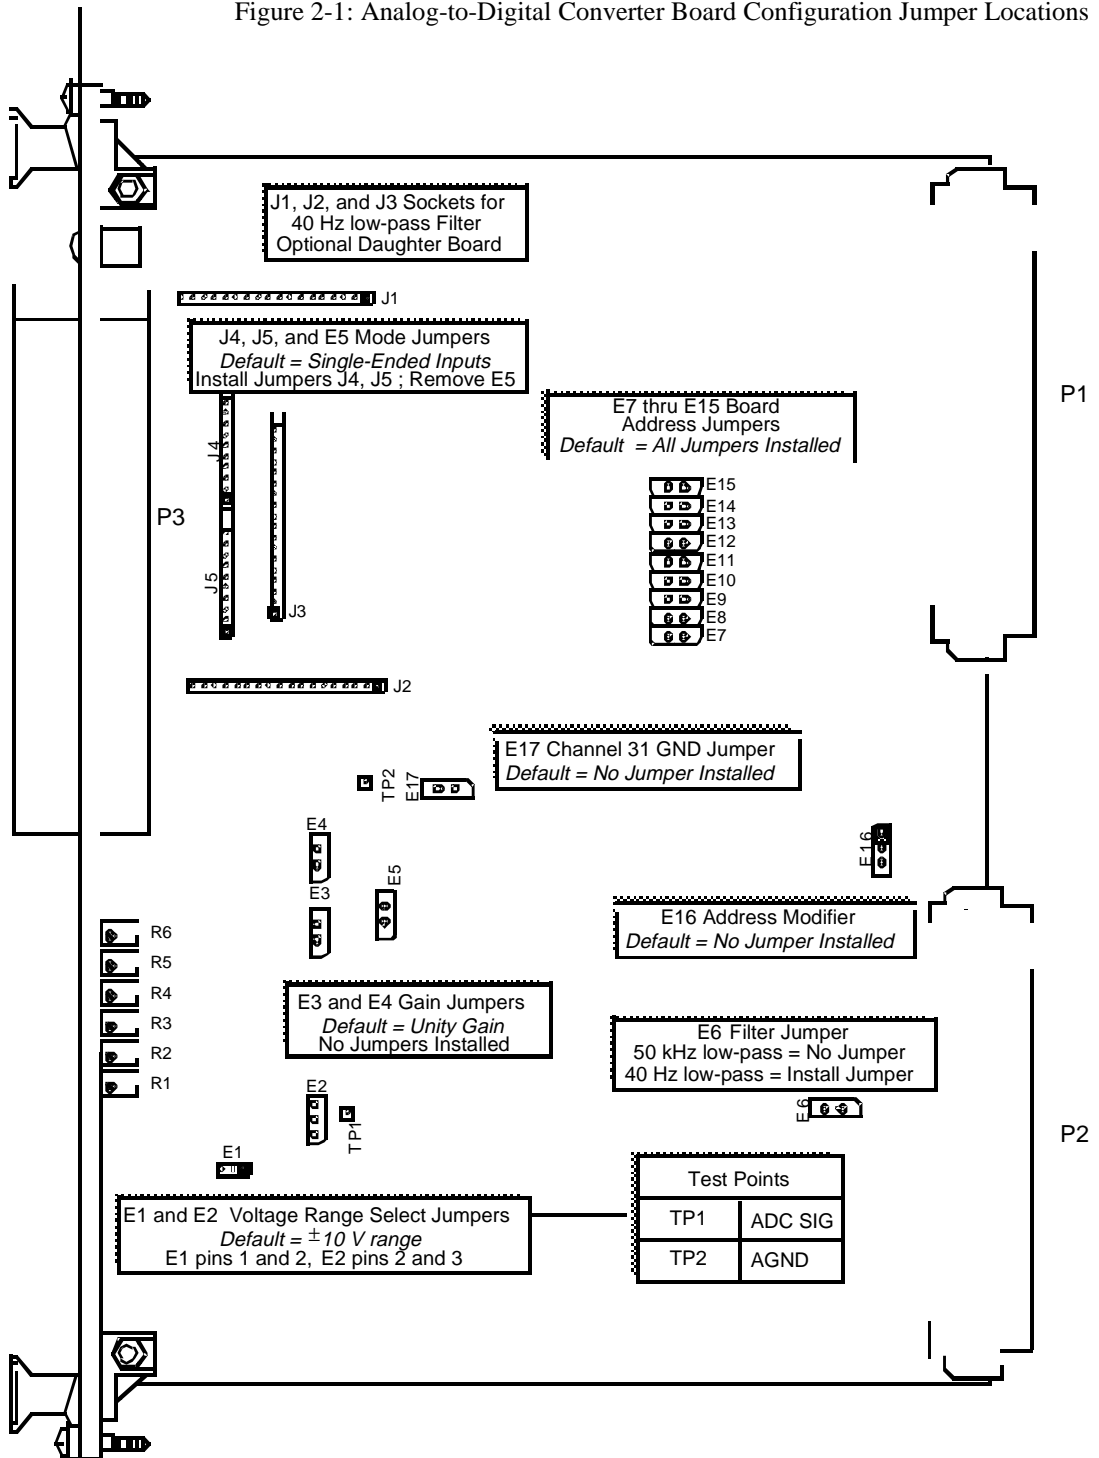 Figure 2-1: Analog-to-Digital Converter Board Configuration Jumper Locations
J1, J2, and J3 Sockets for
40 Hz low-pass Filter
Optional Daughter Board
J1
J4, J5, and E5 Mode Jumpers
Default = Single-Ended Inputs
Install Jumpers J4, J5 ; Remove E5
P1
E7 thru E15 Board
Address Jumpers
Default = All Jumpers Installed
J4
E15
E14
E13
E12
E11
E10
E9
E8
E7
P3
J5
J3
J2
E17 Channel 31 GND Jumper
Default = No Jumper Installed
TP2
E17
E4
E16
E5
E3
E16 Address Modifier
Default = No Jumper Installed
R6
R5
R4
R3
R2
R1
E3 and E4 Gain Jumpers
Default = Unity Gain
No Jumpers Installed
E6 Filter Jumper
50 kHz low-pass = No Jumper
40 Hz low-pass = Install Jumper
E2
TP1
E6
P2
E1
E1 and E2 Voltage Range Select Jumpers
Default = ±10 V range
E1 pins 1 and 2, E2 pins 2 and 3
Test Points
TP1 ADC SIG
TP2 AGND